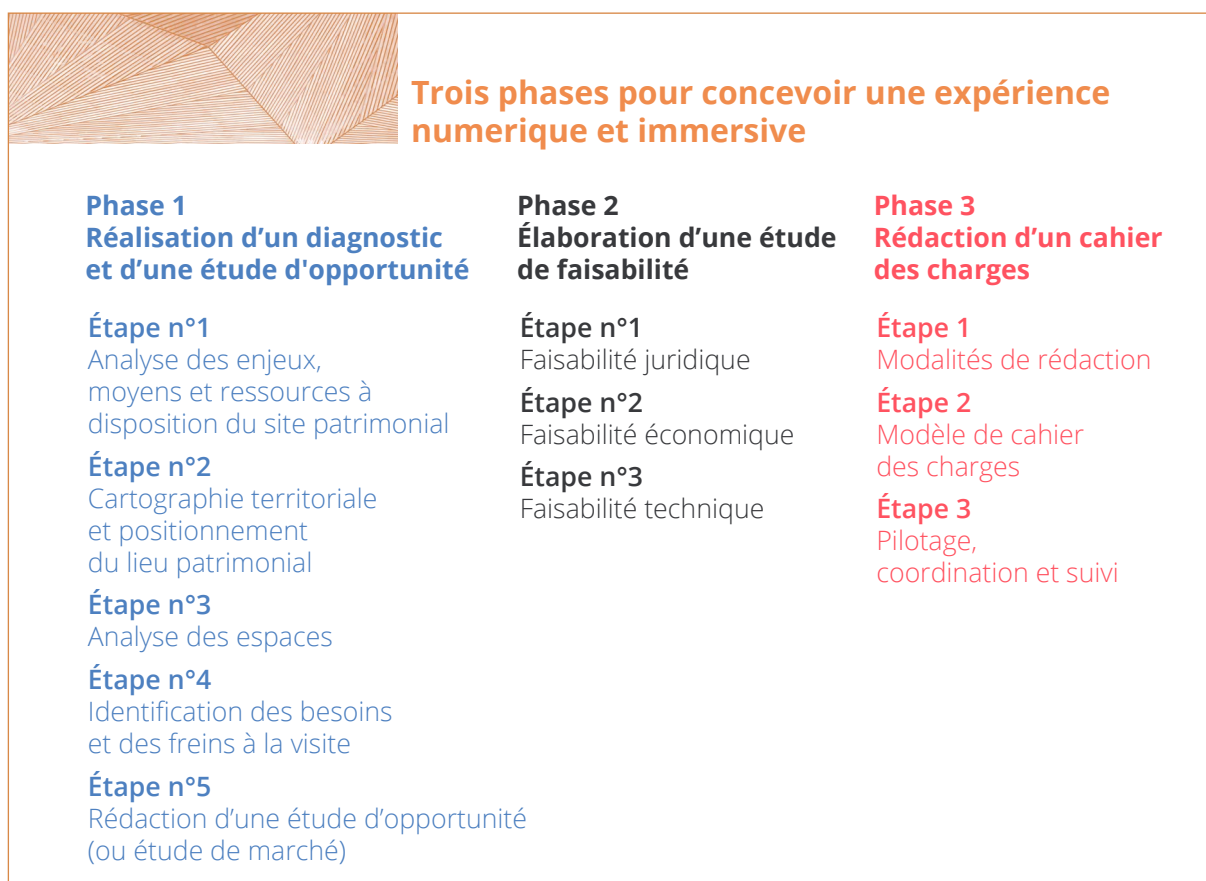 Trois phases pour concevoir une expérience
numerique et immersive
Phase 1
Réalisation d’un diagnostic
et d’une étude d'opportunité
Étape n°1
Analyse des enjeux,
moyens et ressources à
disposition du site patrimonial
Étape n°2
Cartographie territoriale
et positionnement
du lieu patrimonial
Étape n°3
Analyse des espaces
Étape n°4
Identification des besoins
et des freins à la visite
Étape n°5
Rédaction d’une étude d’opportunité
(ou étude de marché)
Phase 2
Élaboration d’une étude
de faisabilité
Étape n°1
Faisabilité juridique
Étape n°2
Faisabilité économique
Étape n°3
Faisabilité technique
Phase 3
Rédaction d’un cahier
des charges
Étape 1
Modalités de rédaction
Étape 2
Modèle de cahier
des charges
Étape 3
Pilotage,
coordination et suivi